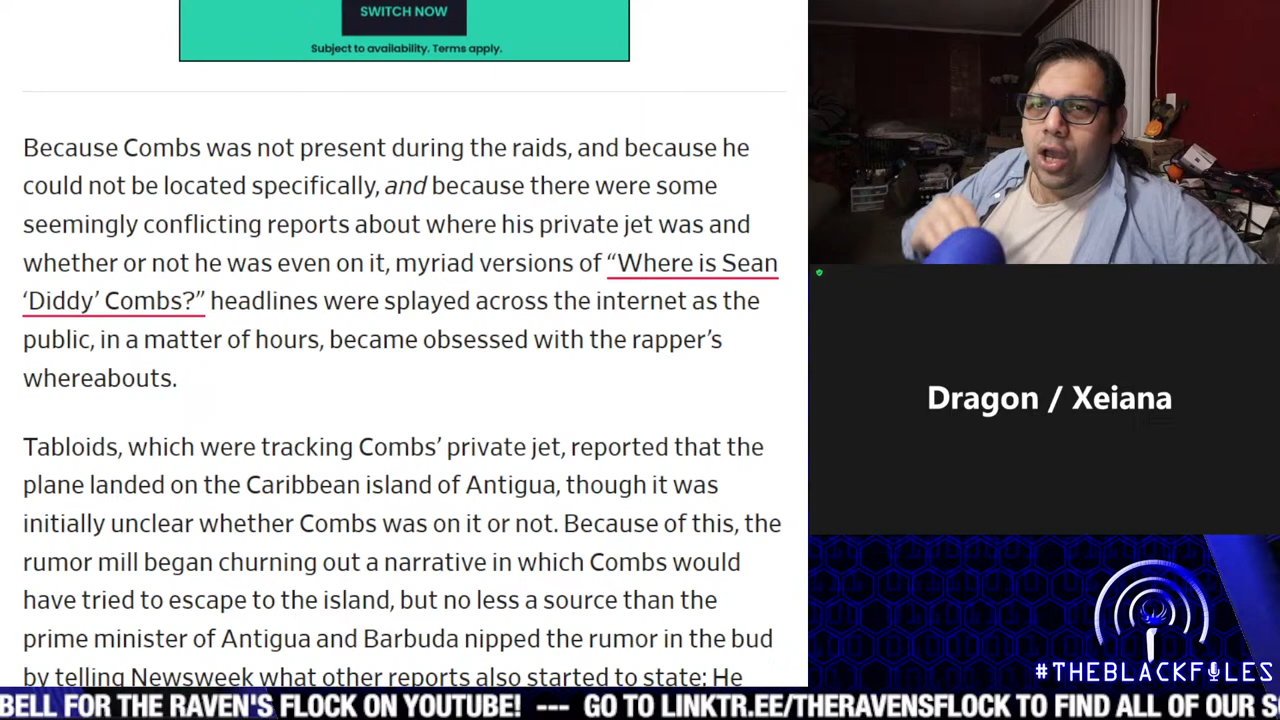 SWITCH NOW
Subject to availability. Terms apply.
Because Combs was not present during the raids, and because he
could not be located specifically, and because there were some
seemingly conflicting reports about where his private jet was and
whether or not he was even on it, myriad versions of “Where is Sean
‘Diddy’ Combs?” headlines were splayed across the internet as the
public, in a matter of hours, became obsessed with the rapper’s
whereabouts.
Tabloids, which were tracking Combs’ private jet, reported that the
plane landed on the Caribbean island of Antigua, though it was
initially unclear whether Combs was on it or not. Because of this, the
rumor mill began churning out a narrative in which Combs would
have tried to escape to the island, but no less a source than the
prime minister of Antigua and Barbuda nipped the rumor in the bud
by telling Newsweek what other reports also started to state: He
Dragon / Xeiana
#THEBLACKFILES
BELL FOR THE RAVEN'S FLOCK ON YOUTUBE! --- GO TO LINKTR.EE/THERAVENSFLOCK TO FIND ALL OF OUR S